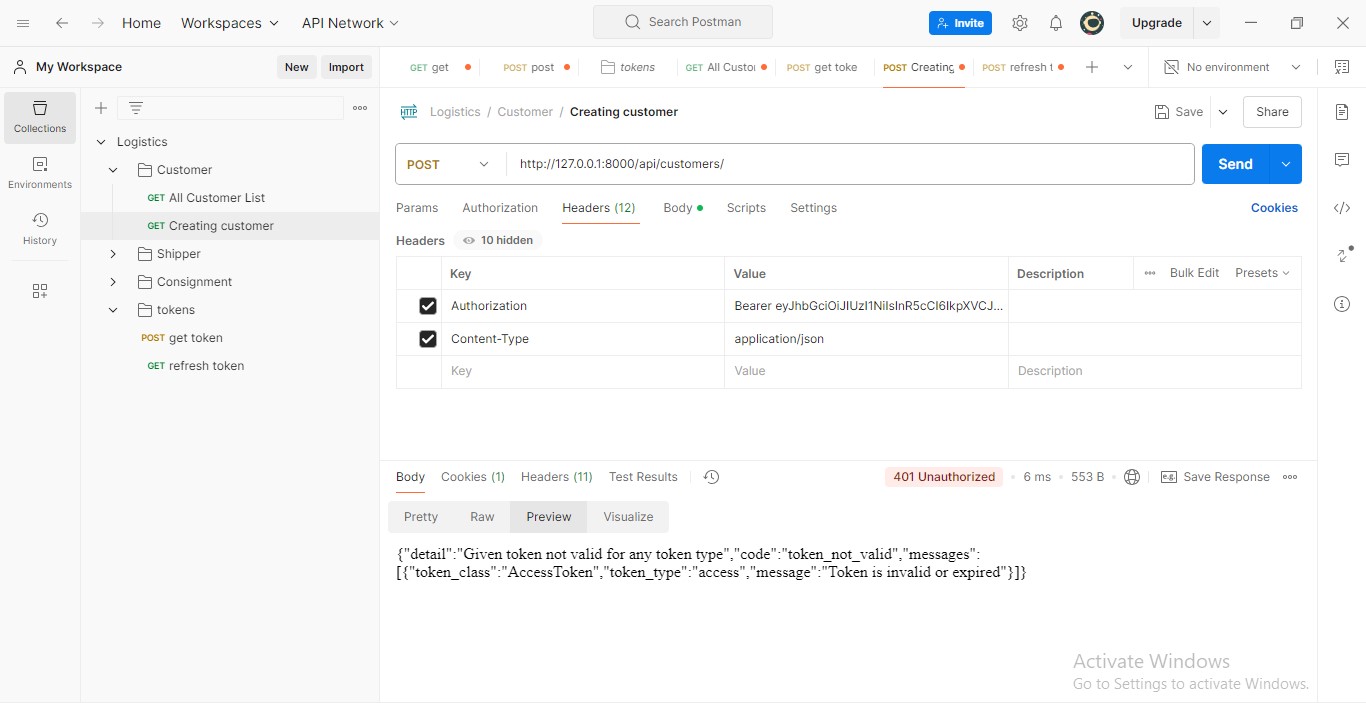 Home Workspaces API Network Search Postman Invite Upgrade
My Workspace New Import GET get POST post tokens GET All Custor POST get toke POST Creating POST refresh t No environment
Collections
Environments
History
Logistics
Customer
GET All Customer List
GET Creating customer
Shipper
Consignment
tokens
POST get token
GET refresh token
HTTP Logistics / Customer / Creating customer Save Share
POST http://127.0.0.1:8000/api/customers/ Send
Params Authorization Headers (12) Body Scripts Settings Cookies
Headers 10 hidden
Key Value Description Bulk Edit Presets
Authorization Bearer eyJhbGciOiJIUzI1NiIsInR5cCI6IkpXVCJ...
Content-Type application/json
Key Value Description
Body Cookies (1) Headers (11) Test Results 401 Unauthorized 6 ms 553 B e.g. Save Response
Pretty Raw Preview Visualize
{"detail":"Given token not valid for any token type","code":"token_not_valid","messages":
[{"token_class":"AccessToken","token_type":"access","message":"Token is invalid or expired"}]}
Activate Windows
Go to Settings to activate Windows.